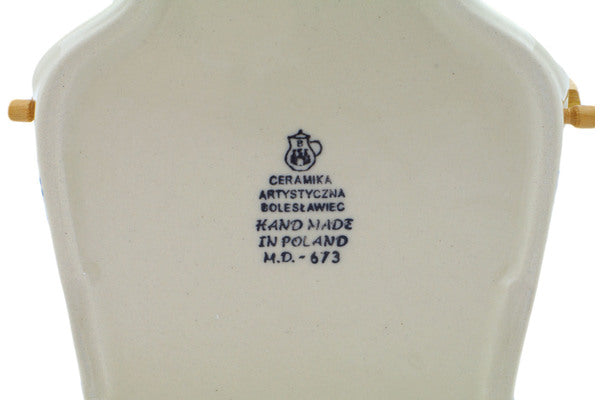 B
CERAMIKA
ARTYSTYCZNA
BOLESŁAWIEC
HAND MADE
IN POLAND
M.D. - 673